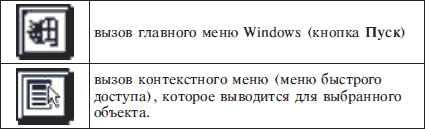 вызов главного меню Windows (кнопка Пуск)
вызов контекстного меню (меню быстрого
доступа), которое выводится для выбранного
объекта.